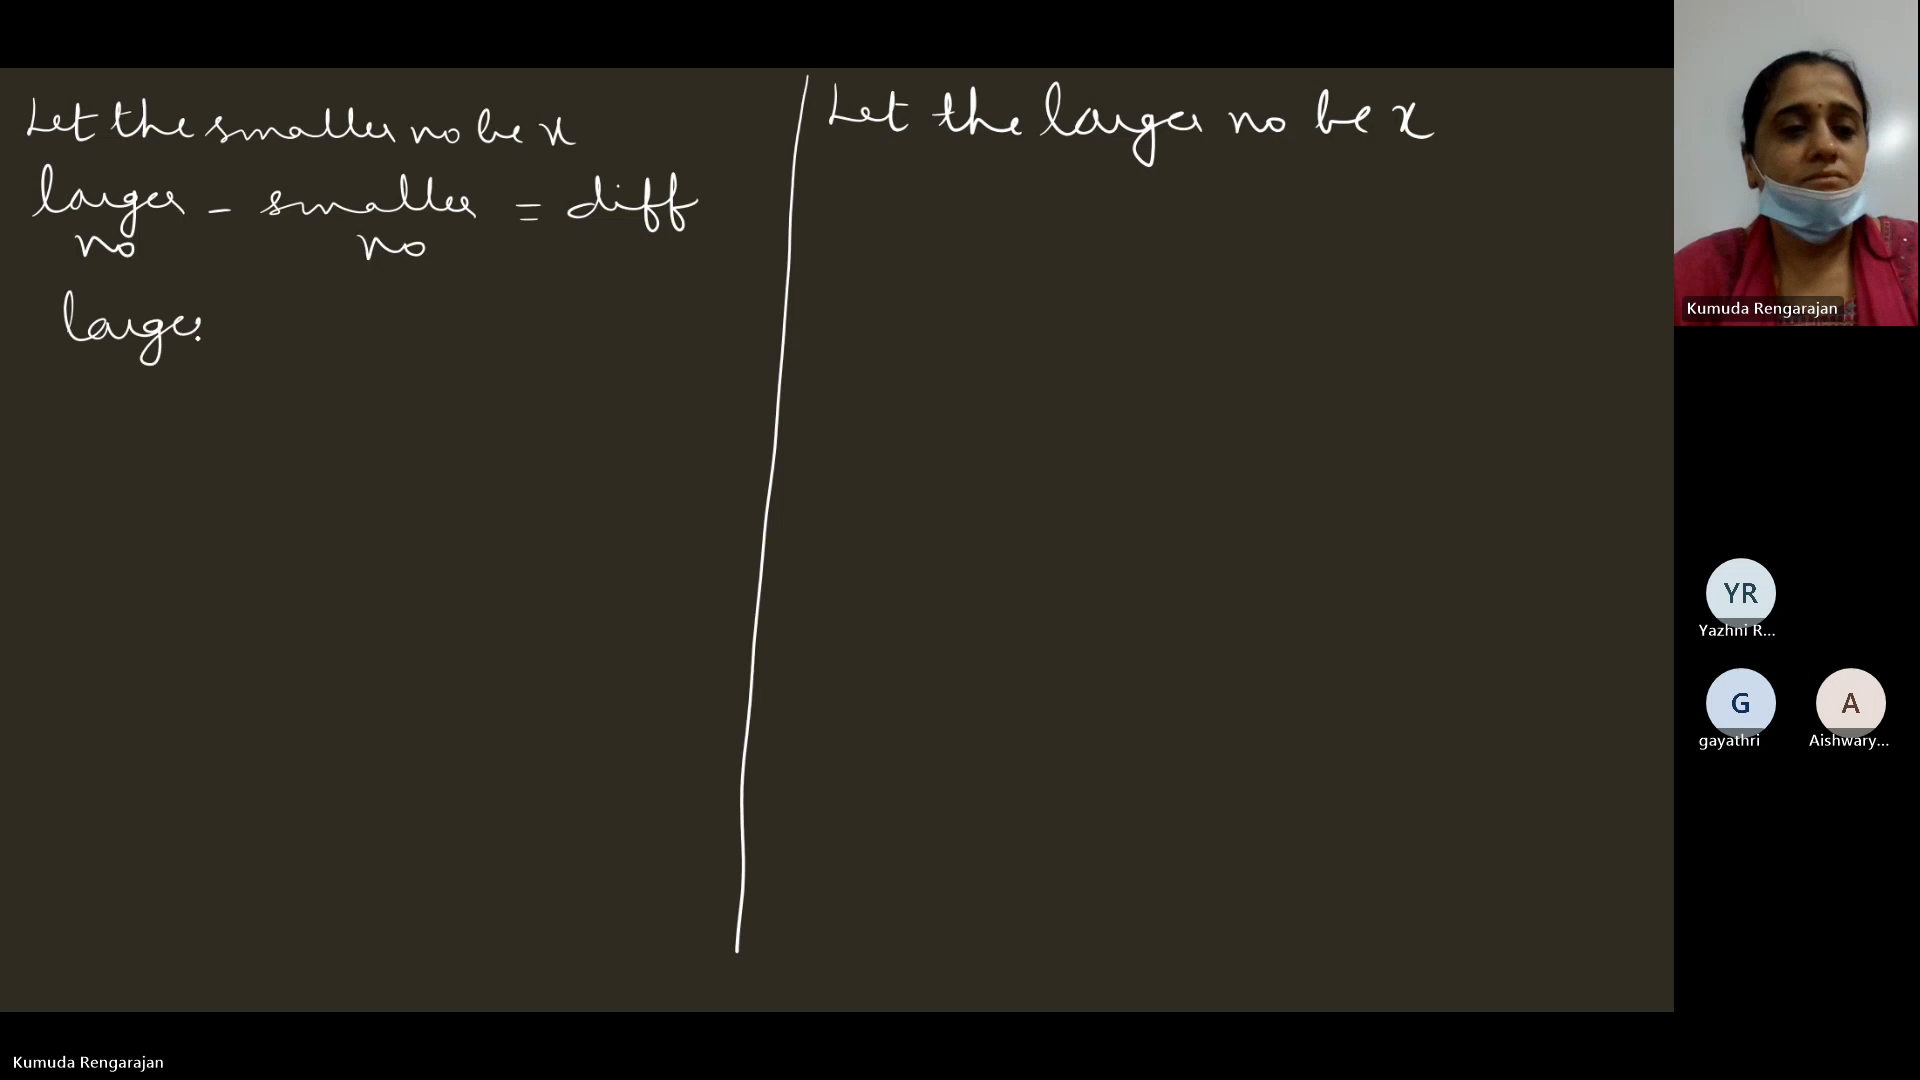 Let the smaller no be x
larger - smaller = diff
no no
larger
Let the larger no be x
Kumuda Rengarajan
YR
Yazhni R...
G
A
gayathri
Aishwary...
Kumuda Rengarajan